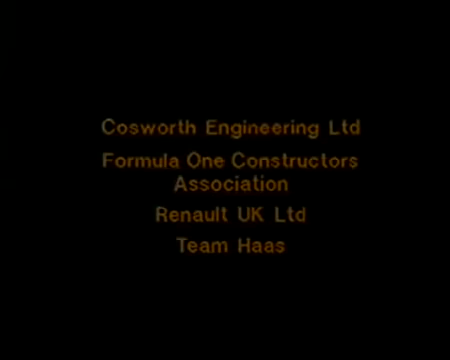 Cosworth Engineering Ltd
Formula One Constructors
Association
Renault UK Ltd
Team Haas